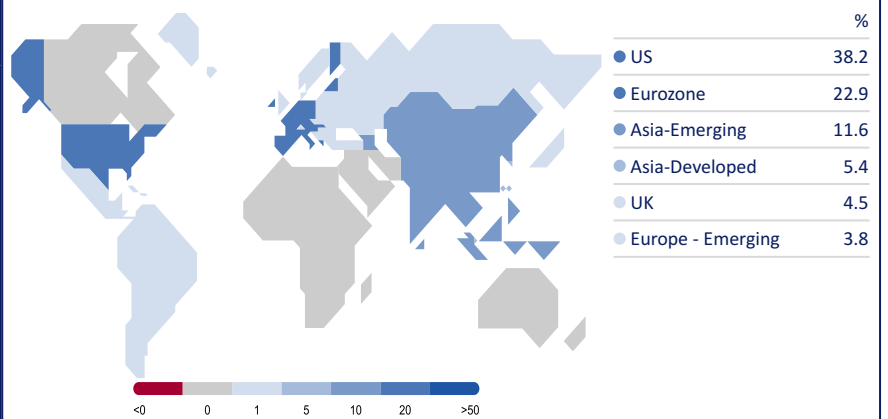 %
US 38.2
Eurozone 22.9
Asia-Emerging 11.6
Asia-Developed 5.4
UK 4.5
Europe - Emerging 3.8
<0 0 1 5 10 20 >50